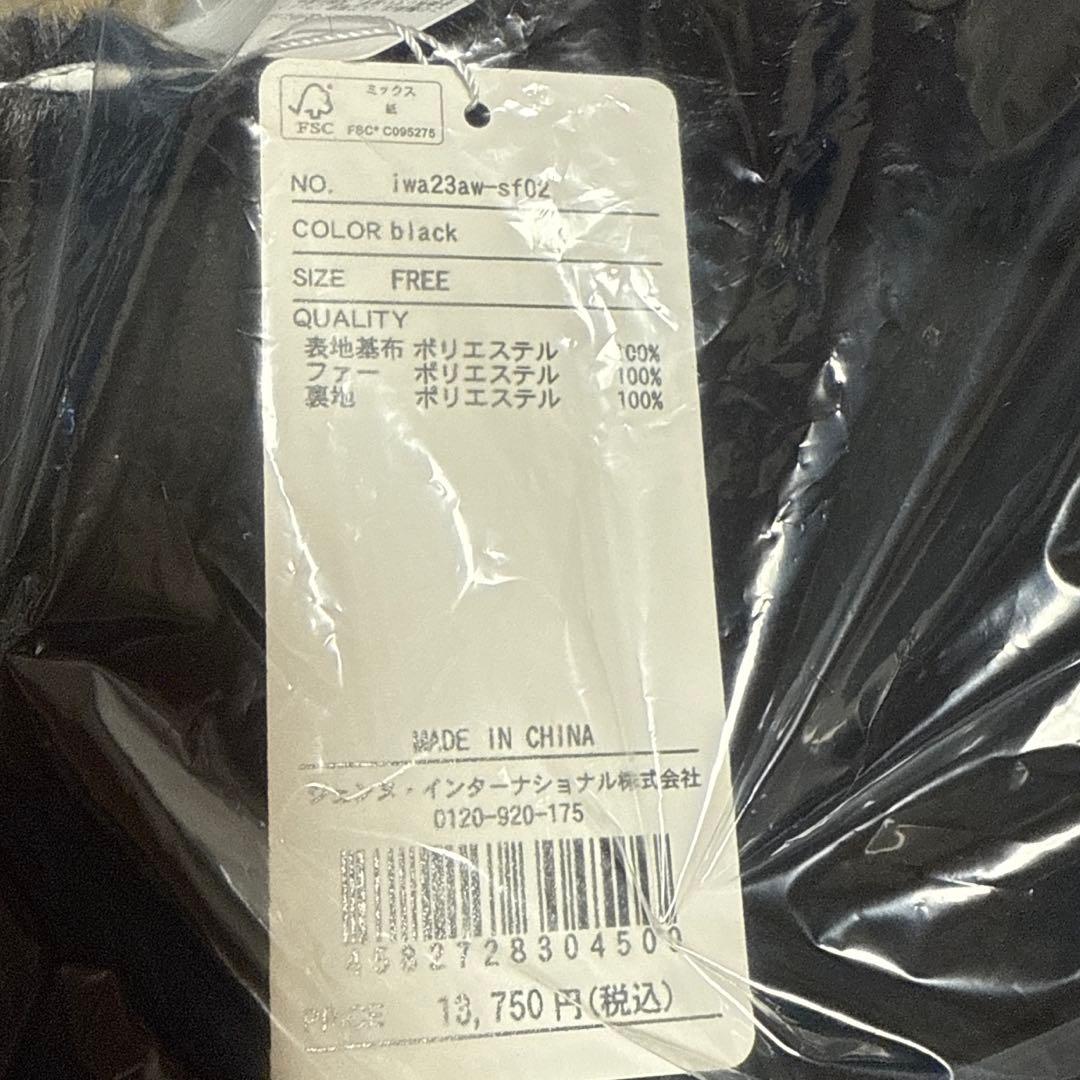 ミックス
紙
FSC
FSC® C095275
NO. iwa23aw-sf02
COLOR black
SIZE FREE
QUALITY
表地基布 ポリエステル 100%
ファー ポリエステル 100%
裏地 ポリエステル 100%
MADE IN CHINA
・インターナショナル株式会社
0120-920-175
4582728304500
PRICE 13,750円(税込)